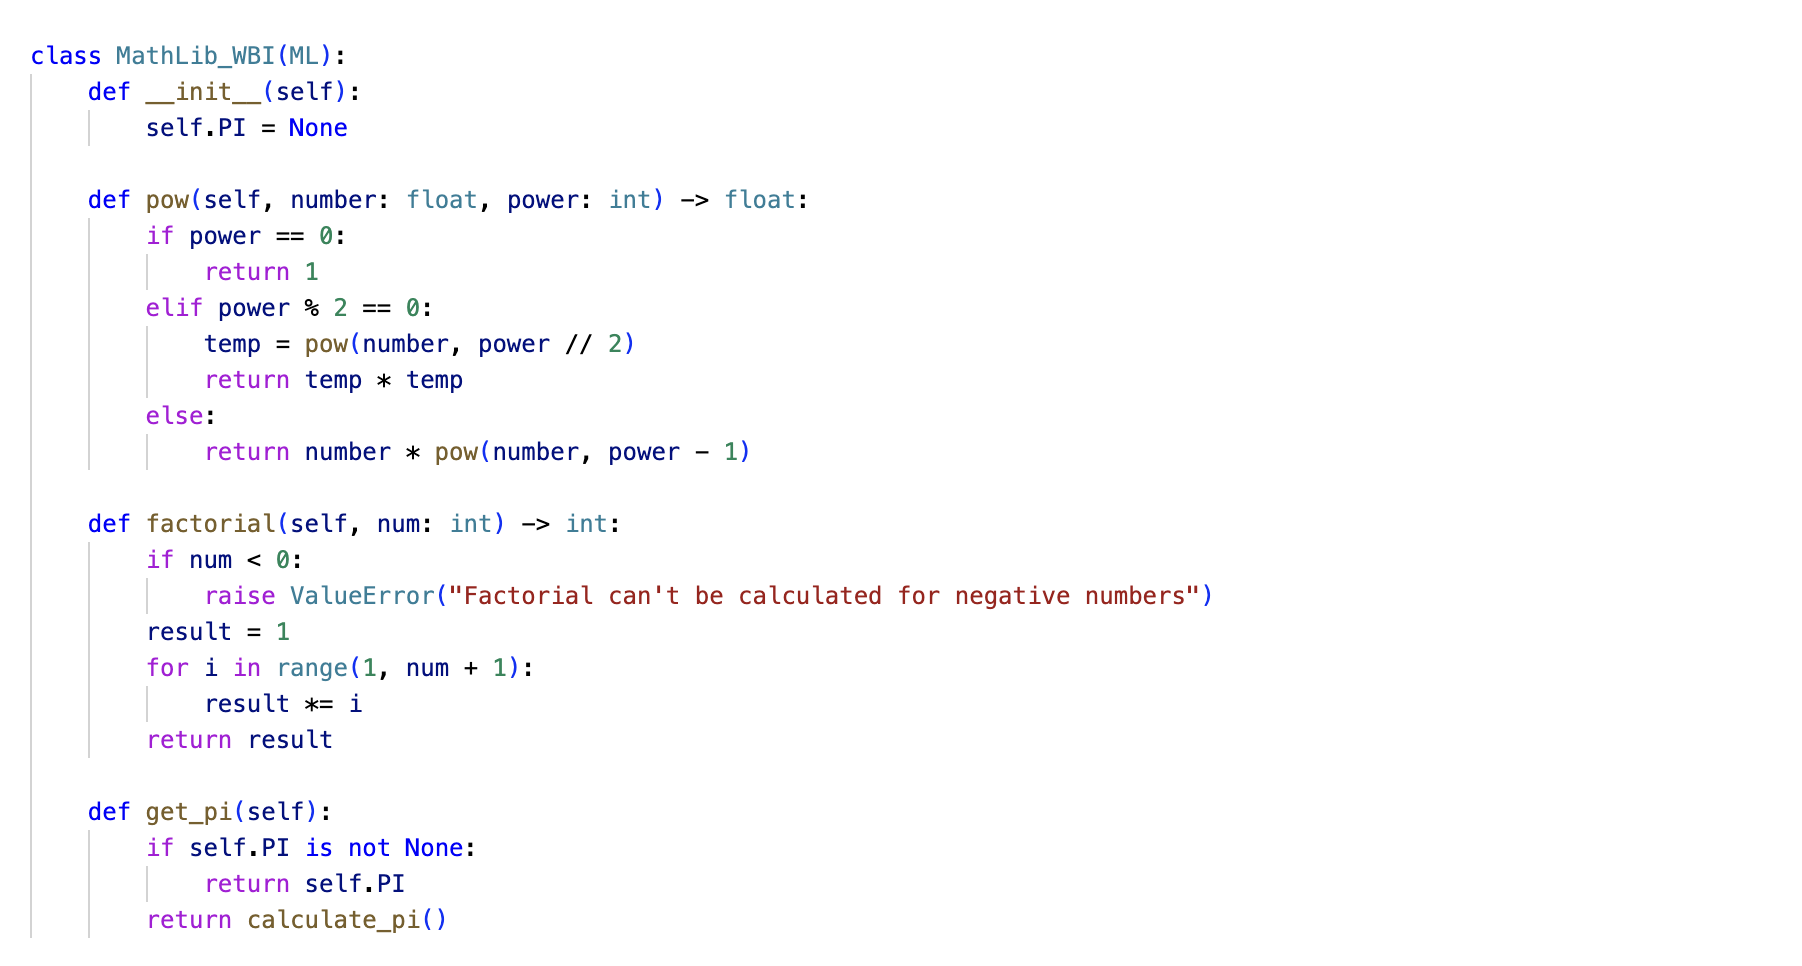 class MathLib_WBI(ML):
    def __init__(self):
        self.PI = None

    def pow(self, number: float, power: int) -> float:
        if power == 0:
            return 1
        elif power % 2 == 0:
            temp = pow(number, power // 2)
            return temp * temp
        else:
            return number * pow(number, power - 1)

    def factorial(self, num: int) -> int:
        if num < 0:
            raise ValueError("Factorial can't be calculated for negative numbers")
        result = 1
        for i in range(1, num + 1):
            result *= i
        return result

    def get_pi(self):
        if self.PI is not None:
            return self.PI
        return calculate_pi()